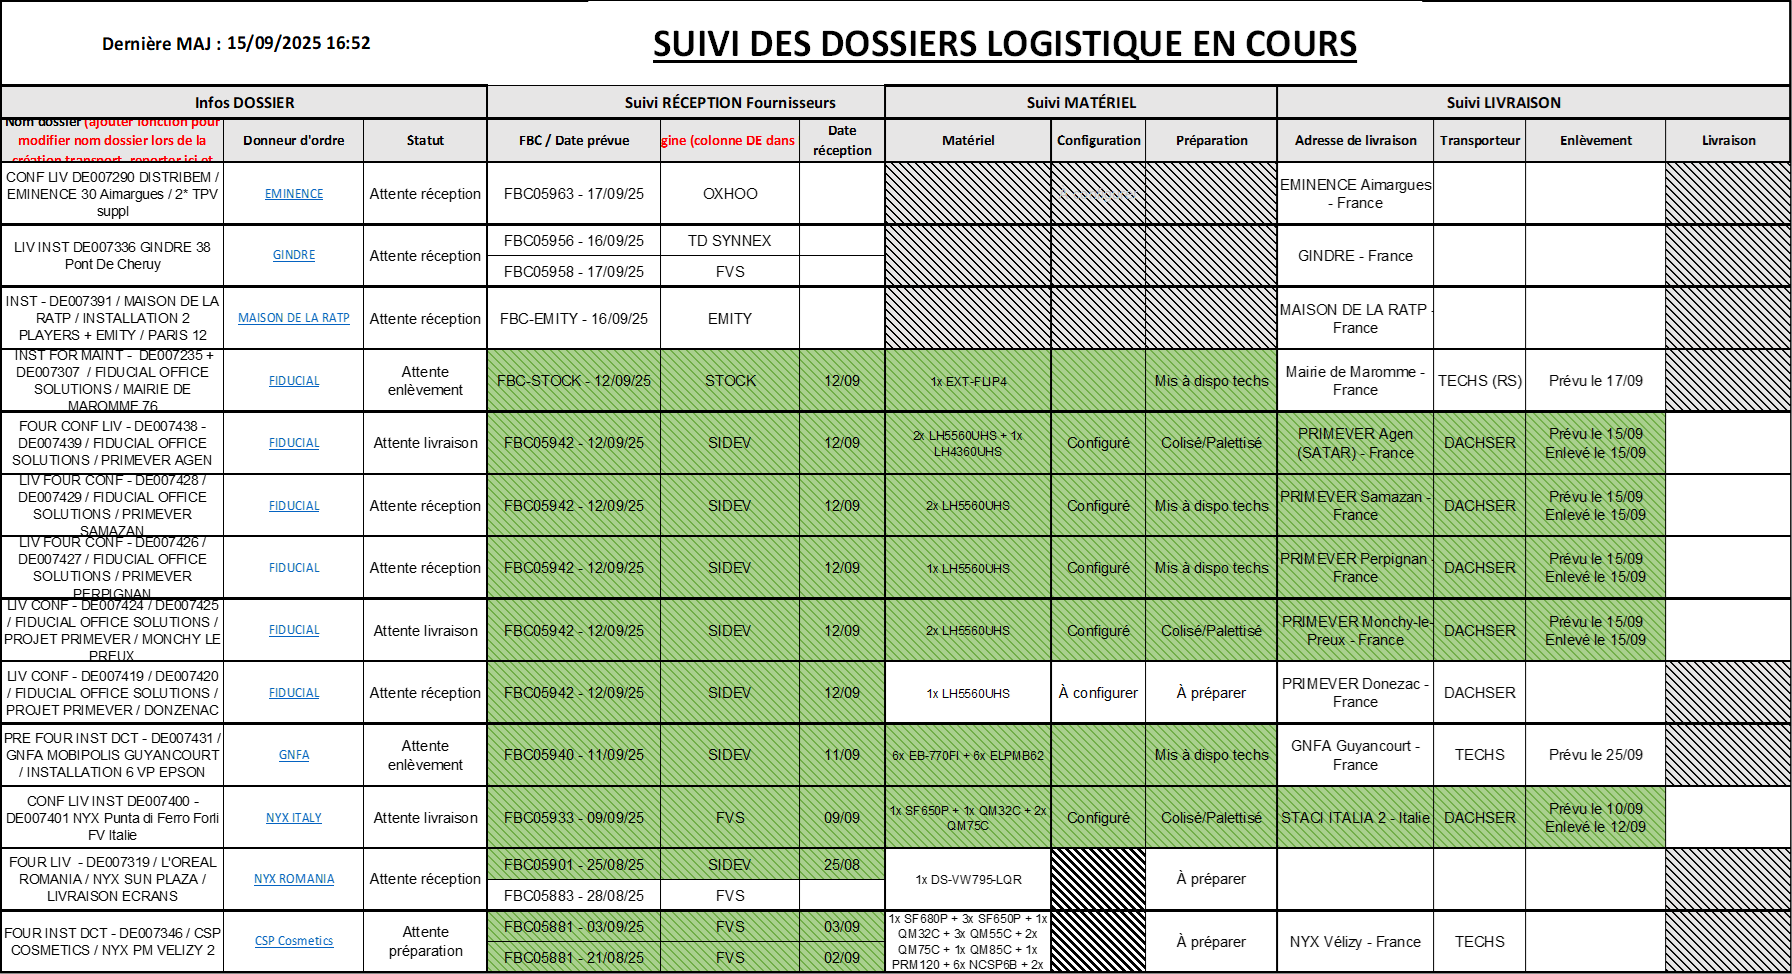 Dernière MAJ : 15/09/2025 16:52
SUIVI DES DOSSIERS LOGISTIQUE EN COURS
Infos DOSSIER
Suivi RÉCEPTION Fournisseurs
Suivi MATÉRIEL
Suivi LIVRAISON
Nom dossier (ajouter fonction pour
modifier nom dossier lors de la
création transport, reporter ici et
Donneur d'ordre
Statut
FBC / Date prévue
gine (colonne DE dans
Date
réception
Matériel
Configuration
Préparation
Adresse de livraison
Transporteur
Enlèvement
Livraison
CONF LIV DE007290 DISTRIBEM /
EMINENCE 30 Aimargues / 2* TPV
suppl
EMINENCE
Attente réception
FBC05963 - 17/09/25
OXHOO
EMINENCE Aimargues
- France
LIV INST DE007336 GINDRE 38
Pont De Cheruy
GINDRE
Attente réception
FBC05956 - 16/09/25
TD SYNNEX
FBC05958 - 17/09/25
FVS
GINDRE - France
INST - DE007391 / MAISON DE LA
RATP / INSTALLATION 2
PLAYERS + EMITY / PARIS 12
MAISON DE LA RATP
Attente réception
FBC-EMITY - 16/09/25
EMITY
MAISON DE LA RATP -
France
INST FOR MAINT - DE007235 +
DE007307 / FIDUCIAL OFFICE
SOLUTIONS / MAIRIE DE
MAROMME 76
FIDUCIAL
Attente
enlèvement
FBC-STOCK - 12/09/25
STOCK
12/09
1x EXT-FLIP4
Mis à dispo techs
Mairie de Maromme -
France
TECHS (RS)
Prévu le 17/09
FOUR CONF LIV - DE007438 -
DE007439 / FIDUCIAL OFFICE
SOLUTIONS / PRIMEVER AGEN
FIDUCIAL
Attente livraison
FBC05942 - 12/09/25
SIDEV
12/09
2x LH5560UHS + 1x
LH4360UHS
Configuré
Colisé/Palettisé
PRIMEVER Agen
(SATAR) - France
DACHSER
Prévu le 15/09
Enlevé le 15/09
LIV FOUR CONF - DE007428 /
DE007429 / FIDUCIAL OFFICE
SOLUTIONS / PRIMEVER
SAMAZAN
FIDUCIAL
Attente réception
FBC05942 - 12/09/25
SIDEV
12/09
2x LH5560UHS
Configuré
Mis à dispo techs
PRIMEVER Samazan -
France
DACHSER
Prévu le 15/09
Enlevé le 15/09
LIV FOUR CONF - DE007426 /
DE007427 / FIDUCIAL OFFICE
SOLUTIONS / PRIMEVER
PERPIGNAN
FIDUCIAL
Attente réception
FBC05942 - 12/09/25
SIDEV
12/09
1x LH5560UHS
Configuré
Mis à dispo techs
PRIMEVER Perpignan -
France
DACHSER
Prévu le 15/09
Enlevé le 15/09
LIV CONF - DE007424 / DE007425
/ FIDUCIAL OFFICE SOLUTIONS /
PROJET PRIMEVER / MONCHY LE
PREUX
FIDUCIAL
Attente livraison
FBC05942 - 12/09/25
SIDEV
12/09
2x LH5560UHS
Configuré
Colisé/Palettisé
PRIMEVER Monchy-le-
Preux - France
DACHSER
Prévu le 15/09
Enlevé le 15/09
LIV CONF - DE007419 / DE007420
/ FIDUCIAL OFFICE SOLUTIONS /
PROJET PRIMEVER / DONZENAC
FIDUCIAL
Attente réception
FBC05942 - 12/09/25
SIDEV
12/09
1x LH5560UHS
À configurer
À préparer
PRIMEVER Donezac -
France
DACHSER
PRE FOUR INST DCT - DE007431 /
GNFA MOBIPOLIS GUYANCOURT
/ INSTALLATION 6 VP EPSON
GNFA
Attente
enlèvement
FBC05940 - 11/09/25
SIDEV
11/09
6x EB-770FI + 6x ELPMB62
Mis à dispo techs
GNFA Guyancourt -
France
TECHS
Prévu le 25/09
CONF LIV INST DE007400 -
DE007401 NYX Punta di Ferro Forli
FV Italie
NYX ITALY
Attente livraison
FBC05933 - 09/09/25
FVS
09/09
1x SF650P + 1x QM32C + 2x
QM75C
Configuré
Colisé/Palettisé
STACI ITALIA 2 - Italie
DACHSER
Prévu le 10/09
Enlevé le 12/09
FOUR LIV - DE007319 / L'OREAL
ROMANIA / NYX SUN PLAZA /
LIVRAISON ECRANS
NYX ROMANIA
Attente réception
FBC05901 - 25/08/25
SIDEV
25/08
FBC05883 - 28/08/25
FVS
1x DS-VW795-LQR
À préparer
FOUR INST DCT - DE007346 / CSP
COSMETICS / NYX PM VELIZY 2
CSP Cosmetics
Attente
préparation
FBC05881 - 03/09/25
FVS
03/09
FBC05881 - 21/08/25
FVS
02/09
1x SF680P + 3x SF650P + 1x
QM32C + 3x QM55C + 2x
QM75C + 1x QM85C + 1x
PRM120 + 6x NCSP6B + 2x
À préparer
NYX Vélizy - France
TECHS